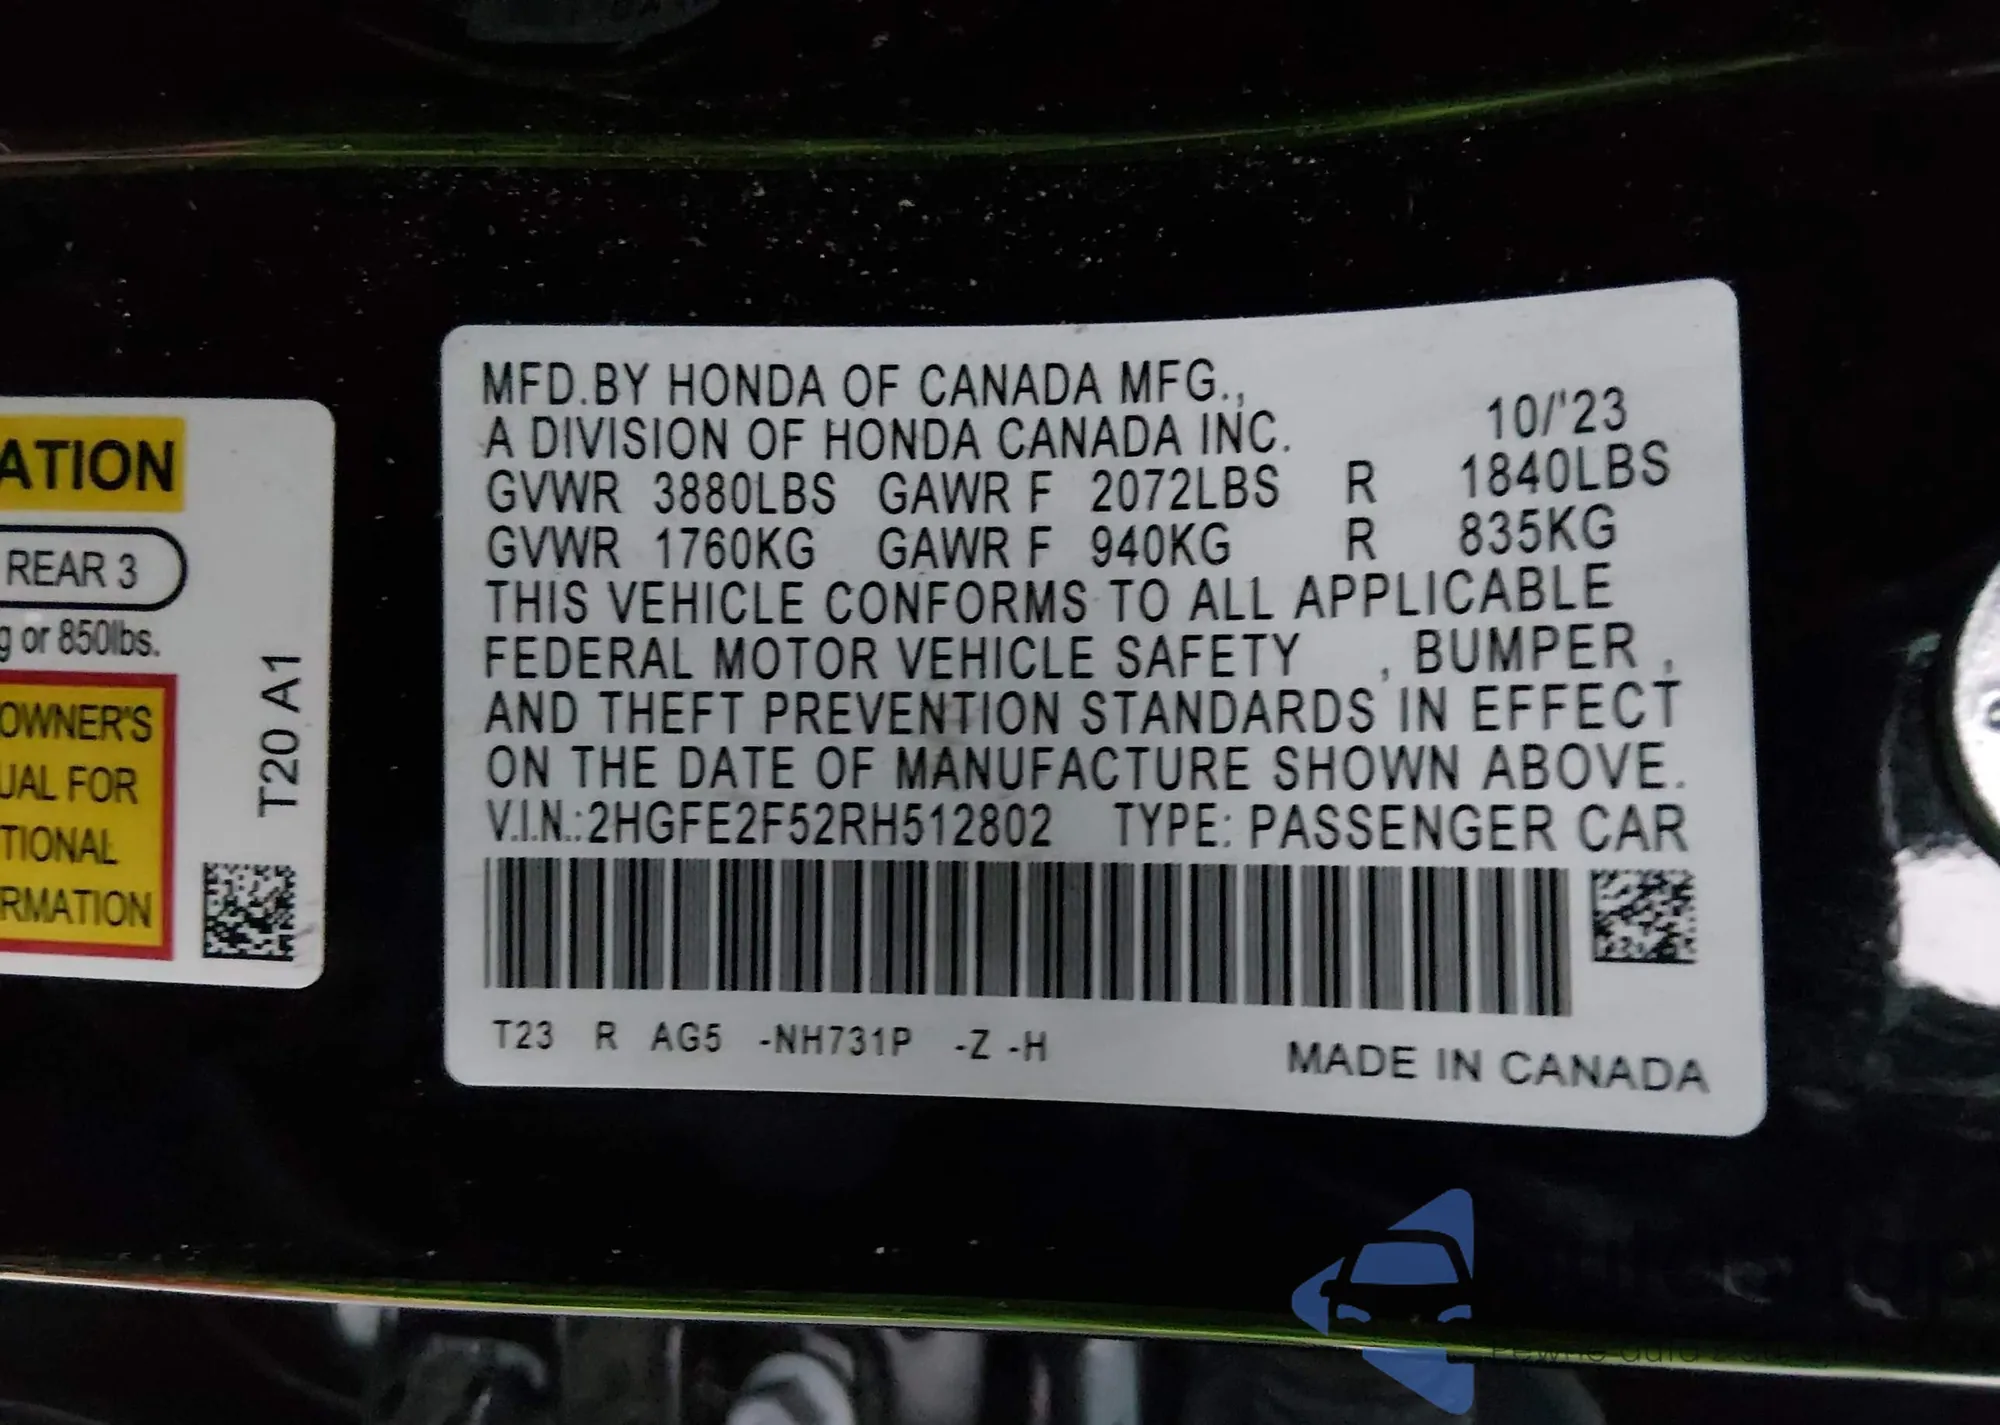 ATION
REAR 3
g or 850lbs.
OWNER'S
UAL FOR
TIONAL
RMATION
T20 A1
MFD.BY HONDA OF CANADA MFG.,
A DIVISION OF HONDA CANADA INC. 10/'23
GVWR 3880LBS GAWR F 2072LBS R 1840LBS
GVWR 1760KG GAWR F 940KG R 835KG
THIS VEHICLE CONFORMS TO ALL APPLICABLE
FEDERAL MOTOR VEHICLE SAFETY , BUMPER ,
AND THEFT PREVENTION STANDARDS IN EFFECT
ON THE DATE OF MANUFACTURE SHOWN ABOVE.
V.I.N.:2HGFE2F52RH512802 TYPE: PASSENGER CAR
T23 R AG5 -NH731P -Z -H
MADE IN CANADA